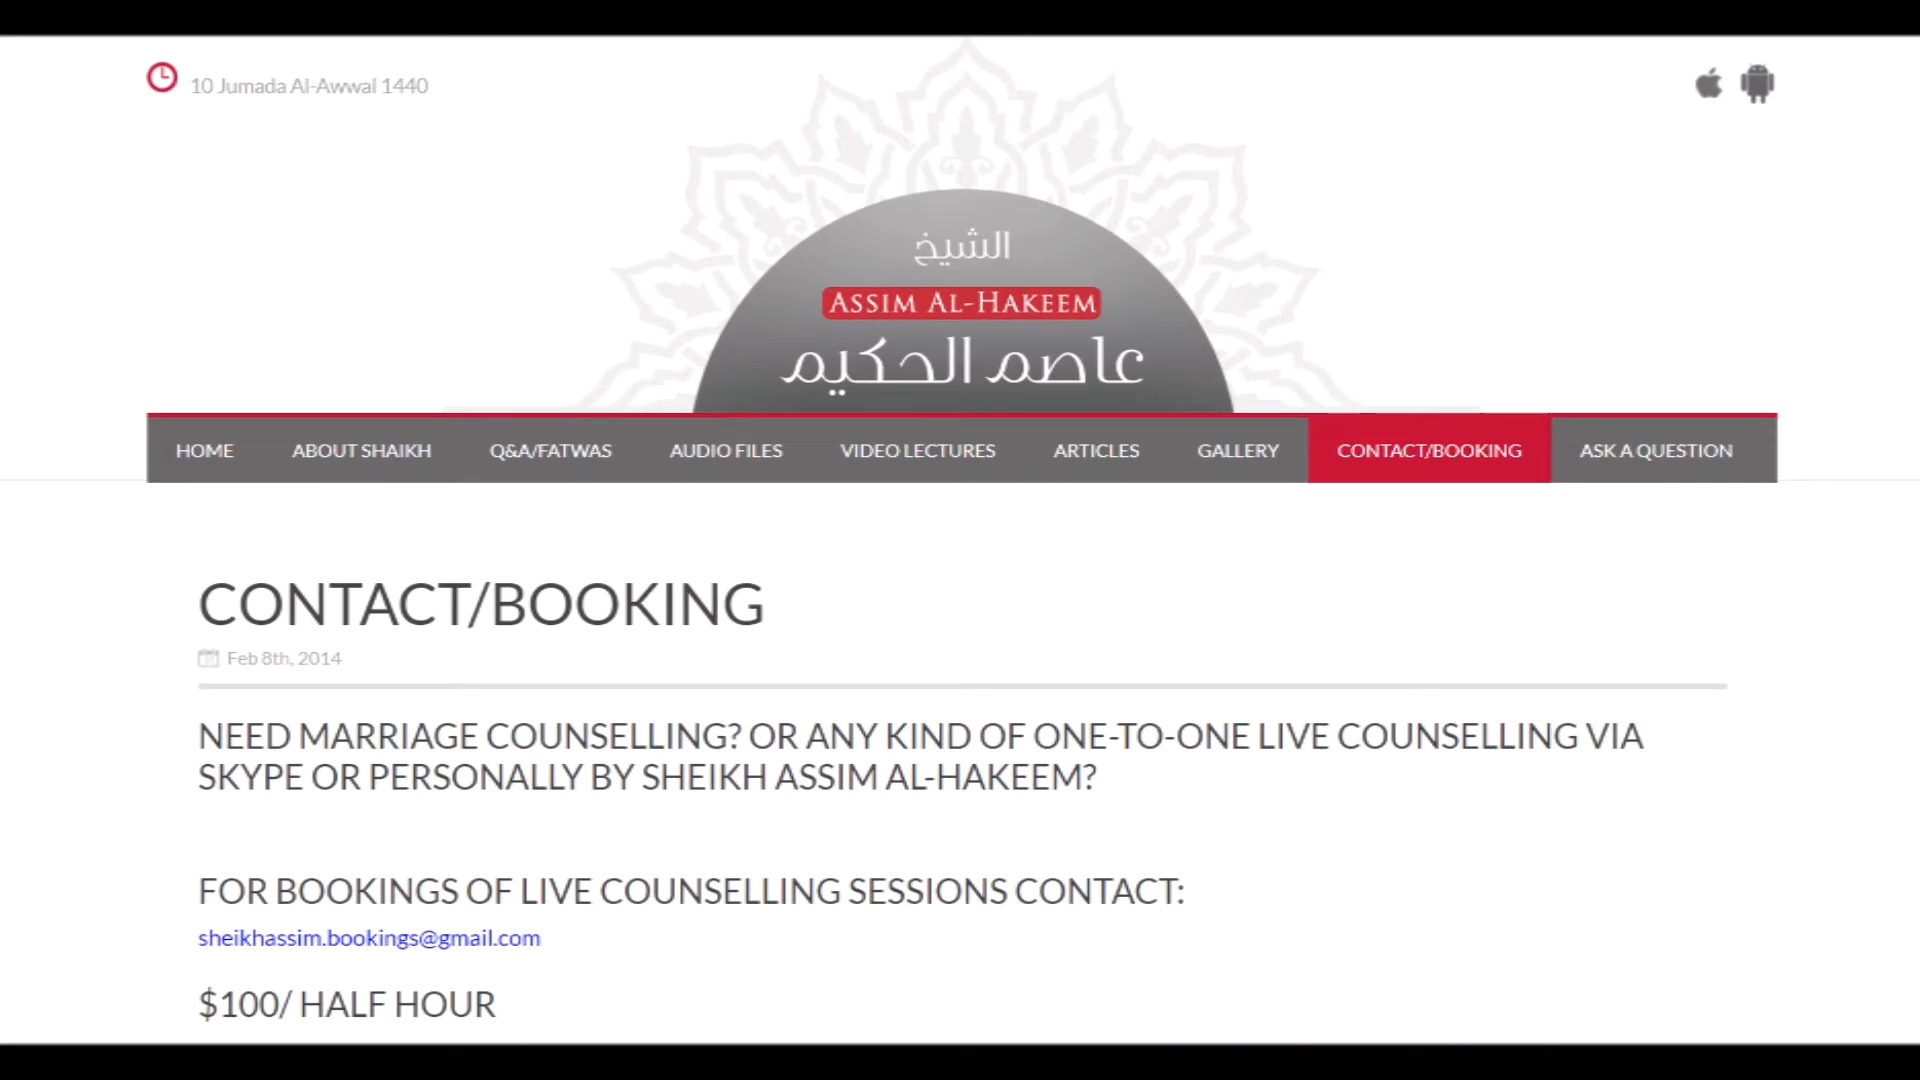 10 Jumada Al-Awwal 1440
الشيخ
ASSIM AL-HAKEEM
عاصم الحكيم
HOME ABOUT SHAIKH Q&A/FATWAS AUDIO FILES VIDEO LECTURES ARTICLES GALLERY CONTACT/BOOKING ASK A QUESTION
CONTACT/BOOKING
Feb 8th, 2014
NEED MARRIAGE COUNSELLING? OR ANY KIND OF ONE-TO-ONE LIVE COUNSELLING VIA
SKYPE OR PERSONALLY BY SHEIKH ASSIM AL-HAKEEM?
FOR BOOKINGS OF LIVE COUNSELLING SESSIONS CONTACT:
sheikhassim.bookings@gmail.com
$100/ HALF HOUR